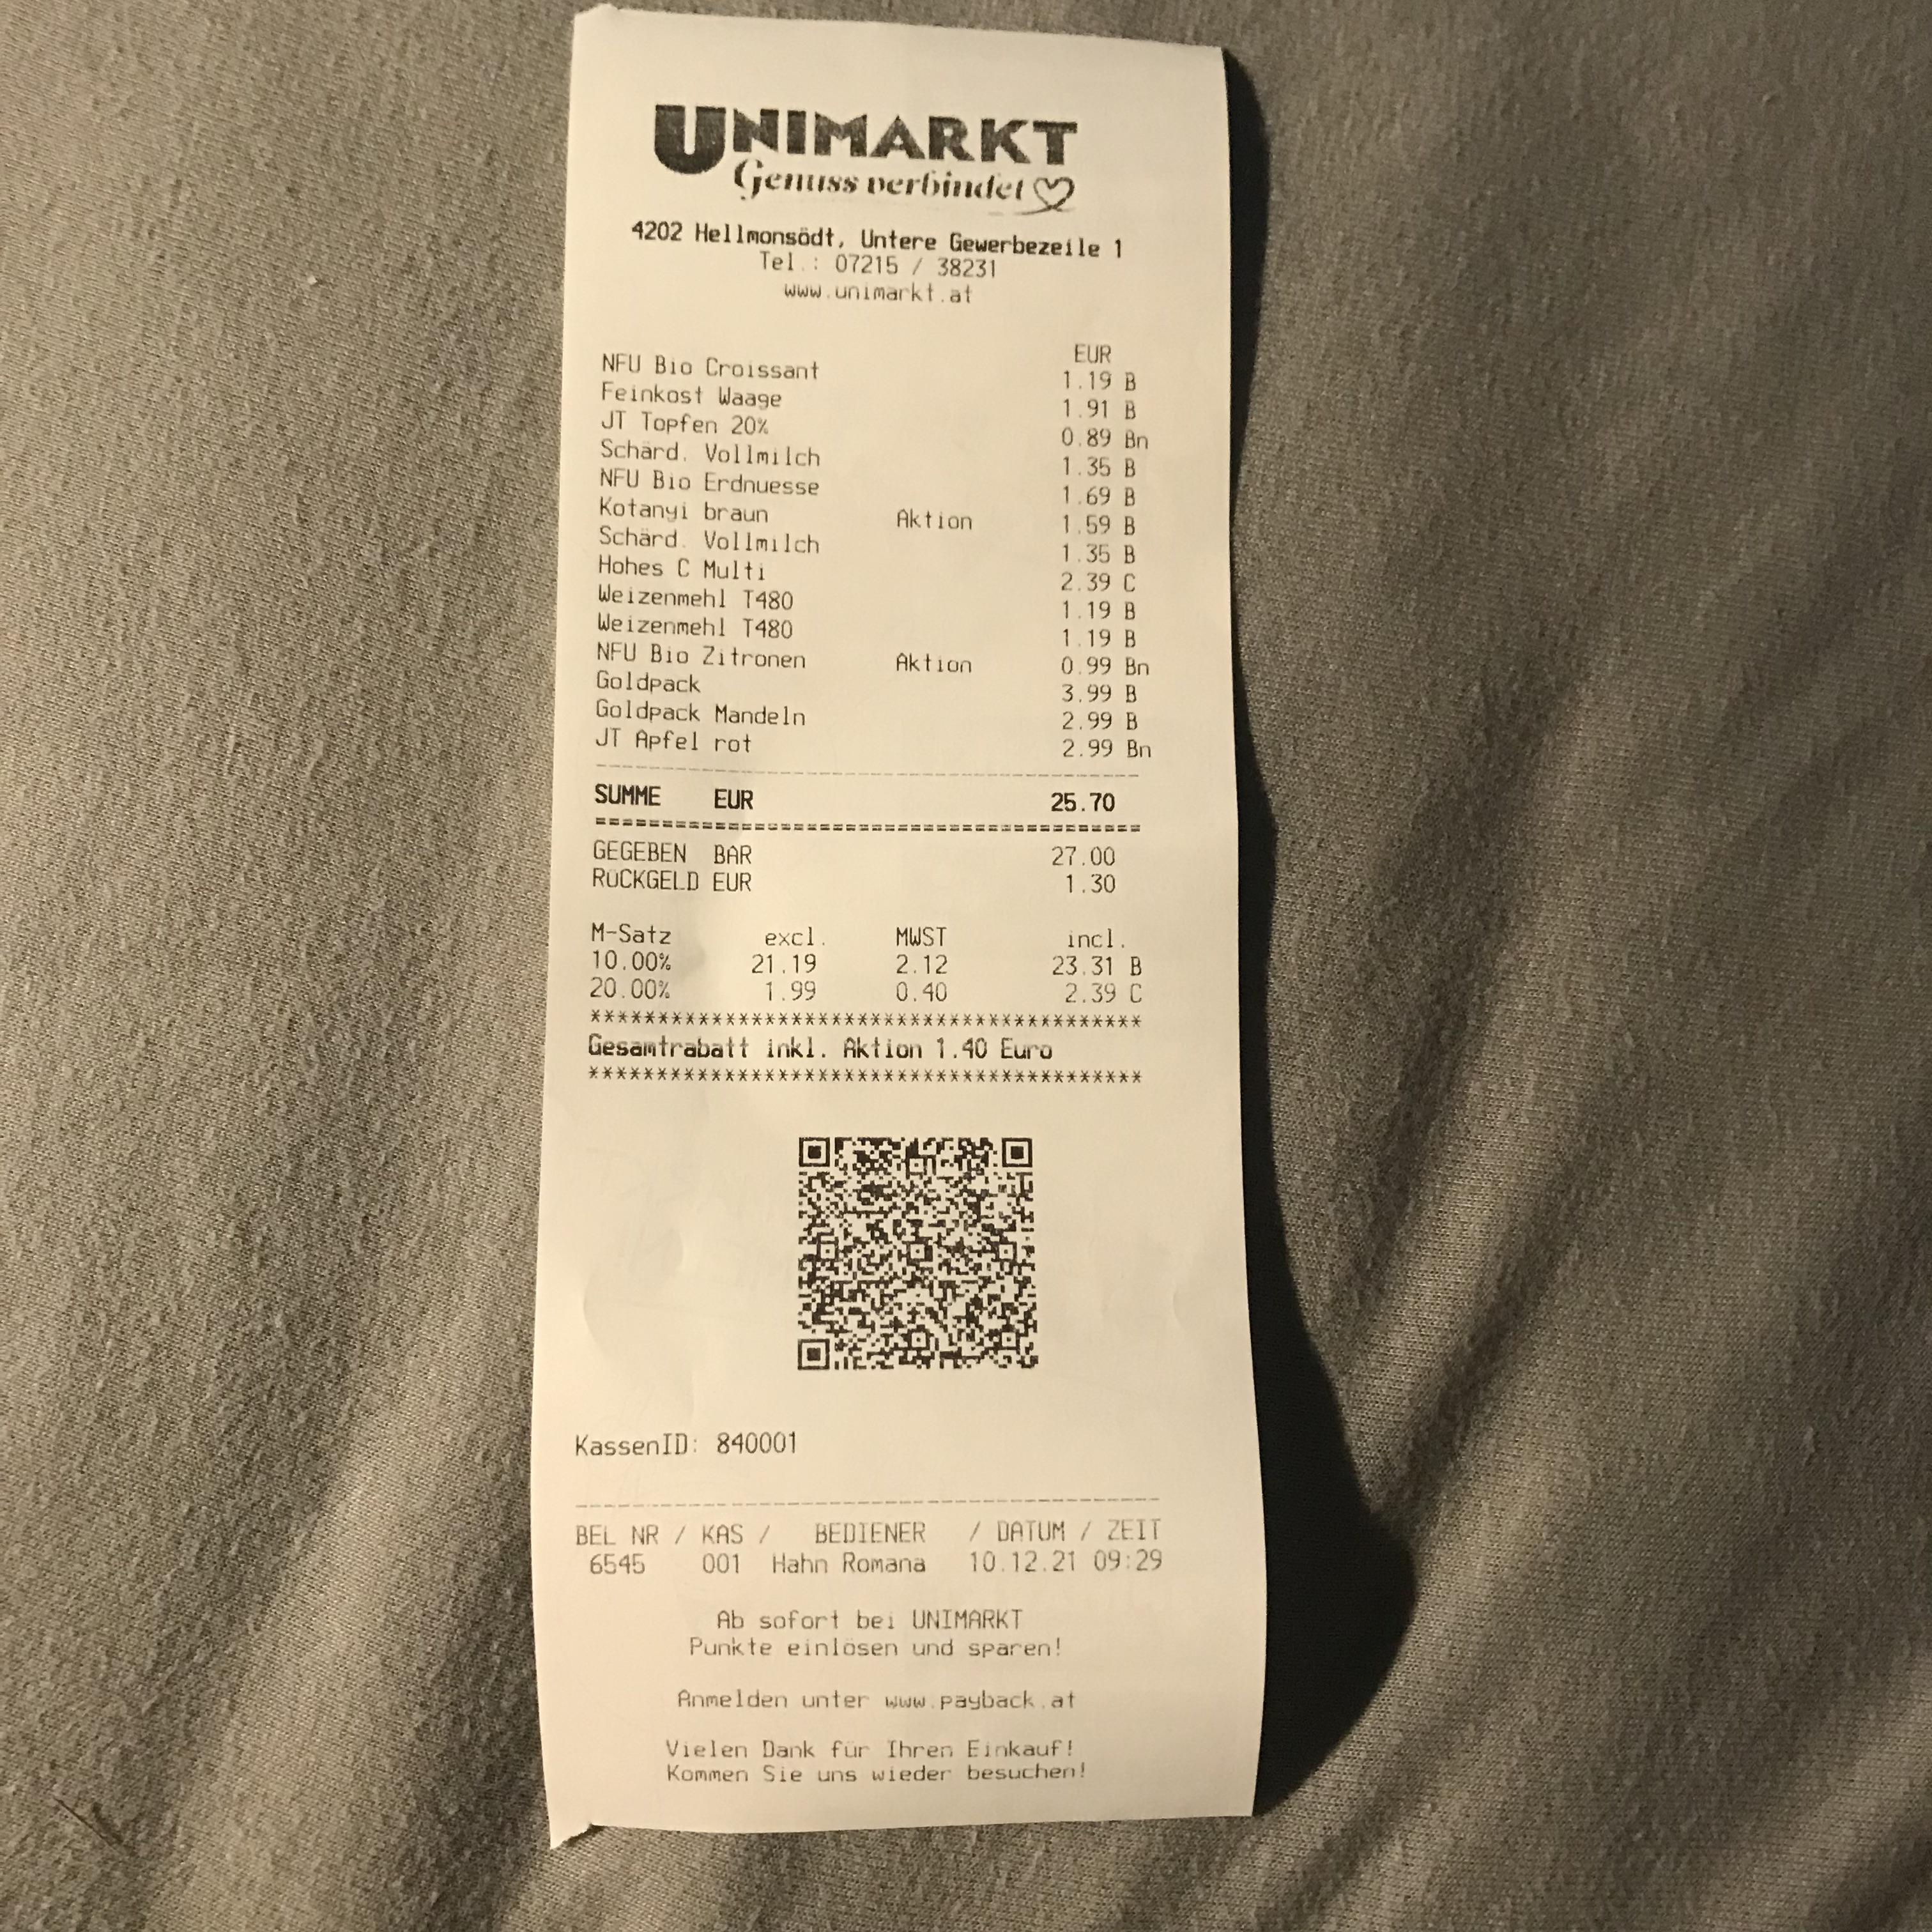 UNIMARKT
Genuss verbindet
4202 Hellmonsödt, Untere Gewerbezeile 1
Tel.: 07215 / 38231
www.unimarkt.at
EUR
NFU Bio Croissant 1.19 B
Feinkost Waage 1.91 B
JT Topfen 20% 0.89 Bn
Schärd. Vollmilch 1.35 B
NFU Bio Erdnuesse 1.69 B
Kotanyi braun Aktion 1.59 B
Schärd. Vollmilch 1.35 B
Hohes C Multi 2.39 C
Weizenmehl T480 1.19 B
Weizenmehl T480 1.19 B
NFU Bio Zitronen Aktion 0.99 Bn
Goldpack 3.99 B
Goldpack Mandeln 2.99 B
JT Apfel rot 2.99 Bn
SUMME EUR 25.70
GEGEBEN BAR 27.00
RÜCKGELD EUR 1.30
M-Satz excl. MWST incl.
10.00% 21.19 2.12 23.31 B
20.00% 1.99 0.40 2.39 C
*****************************************
Gesamtrabatt inkl. Aktion 1.40 Euro
*****************************************
KassenID: 840001
BEL NR / KAS / BEDIENER / DATUM / ZEIT
6545 001 Hahn Romana 10.12.21 09:29
Ab sofort bei UNIMARKT
Punkte einlösen und sparen!
Anmelden unter www.payback.at
Vielen Dank für Ihren Einkauf!
Kommen Sie uns wieder besuchen!